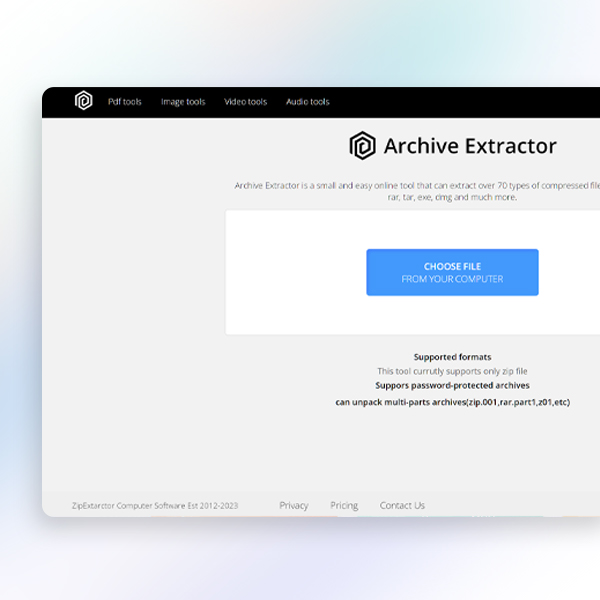 Pdf tools Image tools Video tools Audio tools
Archive Extractor
Archive Extractor is a small and easy online tool that can extract over 70 types of compressed file
rar, tar, exe, dmg and much more.
CHOOSE FILE
FROM YOUR COMPUTER
Supported formats
This tool currutly supports only zip file
Suppors password-protected archives
can unpack multi-parts archives(zip.001,rar.part1,z01,etc)
ZipExtarctor Computer Software Est 2012-2023 Privacy Pricing Contact Us